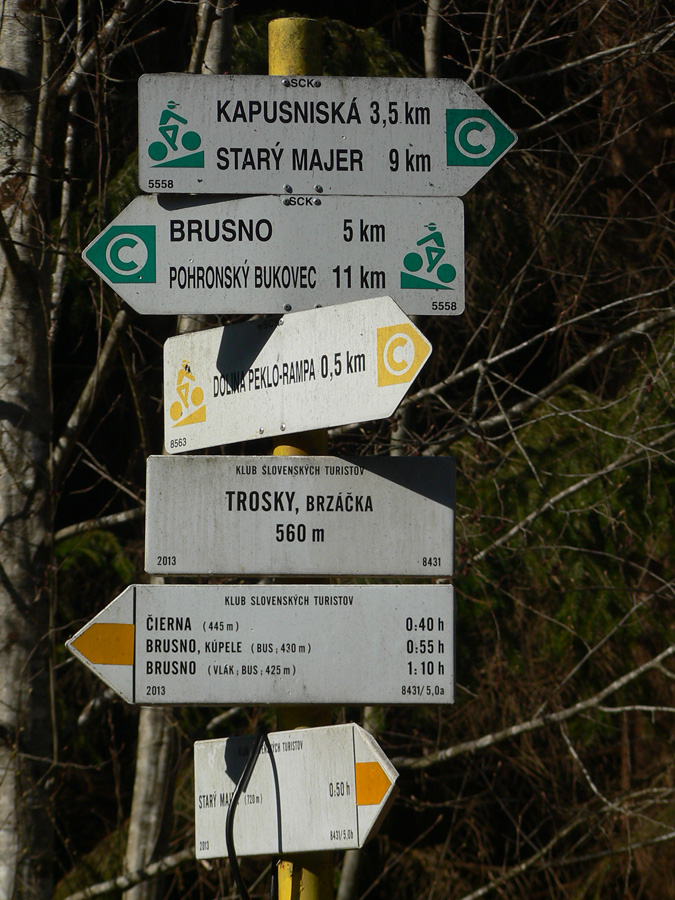 SCK
KAPUSNISKÁ 3,5 km
C
STARÝ MAJER 9 km
5558
SCK
BRUSNO 5 km
C
POHRONSKÝ BUKOVEC 11 km
5558
DOLINA PEKLO-RAMPA 0,5 km
C
8563
KLUB SLOVENSKÝCH TURISTOV
TROSKY, BRZÁČKA
560 m
2013 8431
KLUB SLOVENSKÝCH TURISTOV
ČIERNA (445 m) 0:40 h
BRUSNO, KÚPELE (BUS; 430 m) 0:55 h
BRUSNO (VLAK; BUS; 425 m) 1:10 h
2013 8431/5,0a
KLUB TURISTOV
STARÝ (720 m) 0:50 h
2013 8431/5,0b